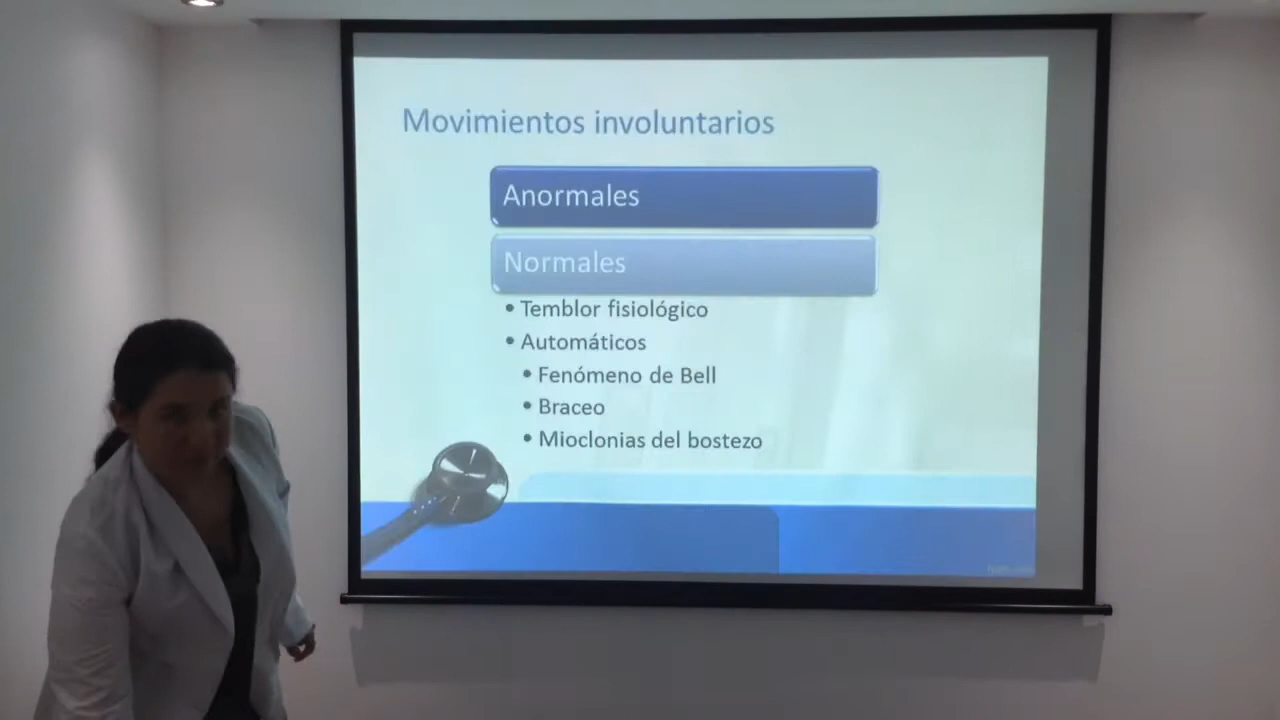 Movimientos involuntarios
Anormales
Normales
• Temblor fisiológico
• Automáticos
• Fenómeno de Bell
• Braceo
• Mioclonias del bostezo